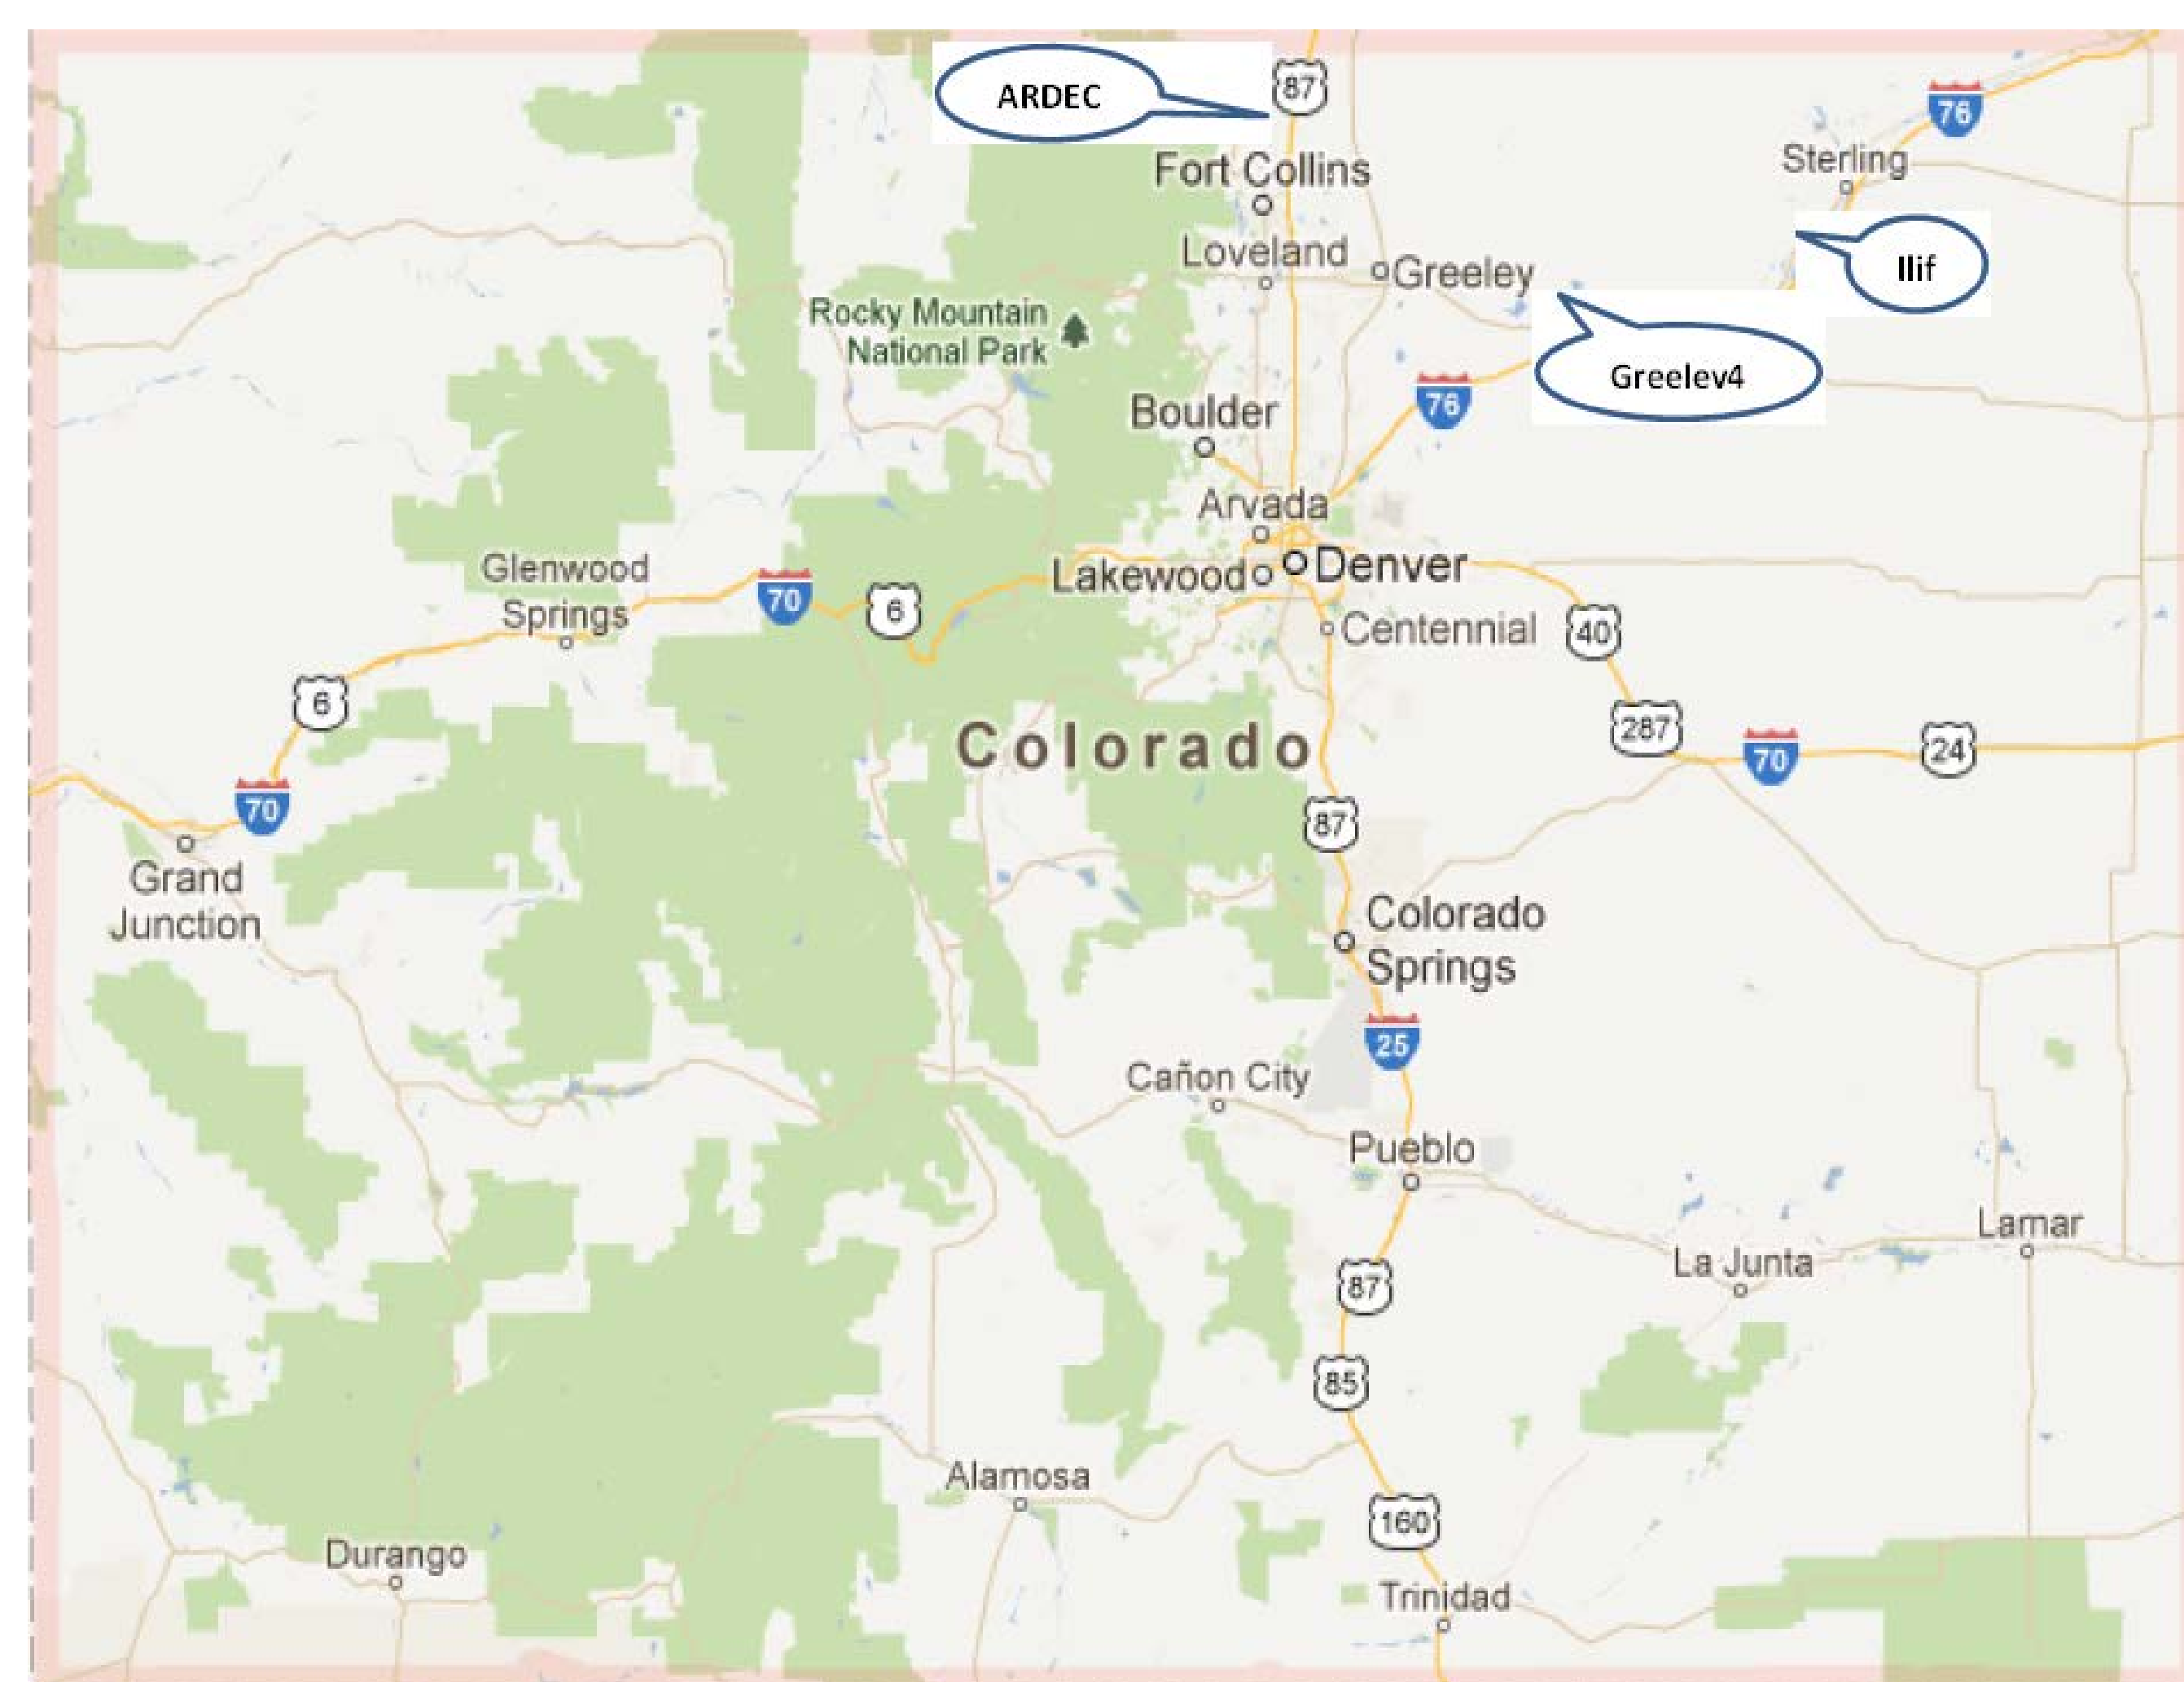 ARDEC
87
76
Fort Collins
Sterling
Loveland
Greeley
Ilif
Rocky Mountain
National Park
Greelev4
76
Boulder
Arvada
Denver
Lakewood
Glenwood
Springs
70
6
Centennial
40
6
287
Colorado
70
24
70
87
Grand
Junction
Colorado
Springs
25
Cañon City
Pueblo
Lamar
La Junta
87
85
Alamosa
160
Durango
Trinidad